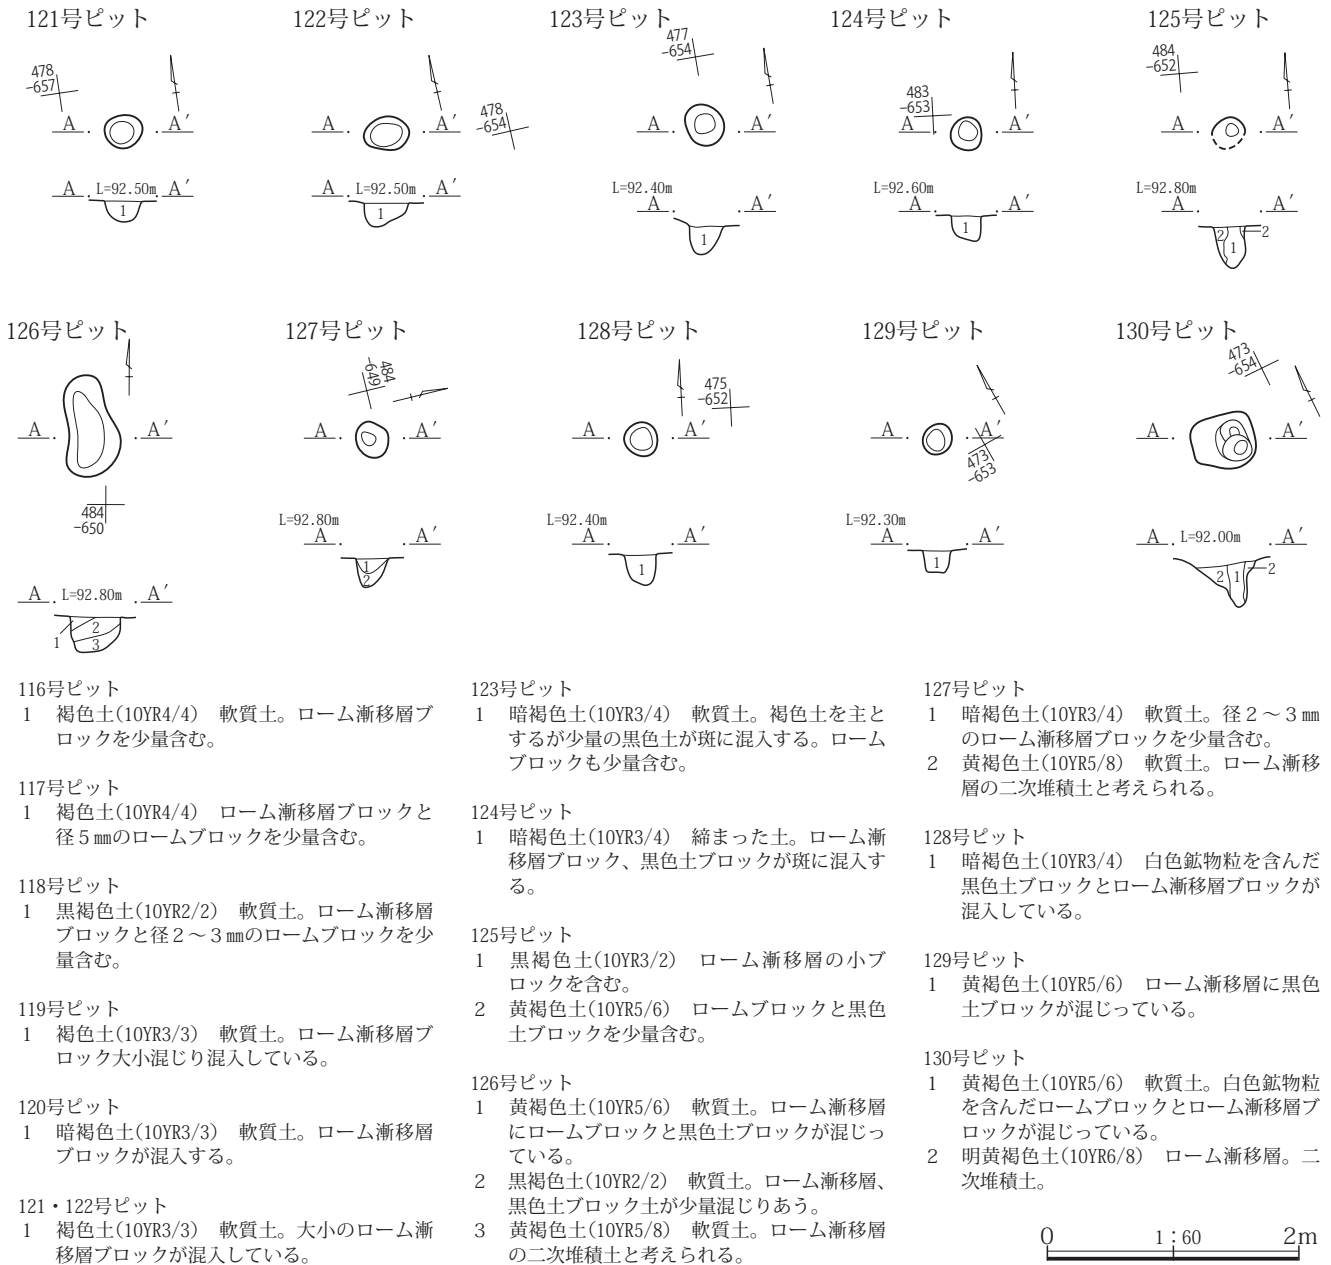 121号ピット
478
-657
A A′
A L=92.50m A′
1
122号ピット
478
-654
A A′
A L=92.50m A′
1
123号ピット
477
-654
A A′
L=92.40m
A A′
1
124号ピット
483
-653
A A′
L=92.60m
A A′
1
125号ピット
484
-652
A A′
L=92.80m
A A′
2 1 2
126号ピット
A A′
484
-650
A L=92.80m A′
1 2
3
127号ピット
484
-649
A A′
L=92.80m
A A′
1
2
128号ピット
475
-652
A A′
L=92.40m
A A′
1
129号ピット
A A′
473
-653
L=92.30m
A A′
1
130号ピット
473
-654
A A′
A L=92.00m A′
2 1 2
116号ピット
1 褐色土(10YR4/4) 軟質土。ローム漸移層ブ
ロックを少量含む。
117号ピット
1 褐色土(10YR4/4) ローム漸移層ブロックと
径５㎜のロームブロックを少量含む。
118号ピット
1 黒褐色土(10YR2/2) 軟質土。ローム漸移層
ブロックと径２～３㎜のロームブロックを少
量含む。
119号ピット
1 褐色土(10YR3/3) 軟質土。ローム漸移層ブ
ロック大小混じり混入している。
120号ピット
1 暗褐色土(10YR3/3) 軟質土。ローム漸移層
ブロックが混入する。
121・122号ピット
1 褐色土(10YR3/3) 軟質土。大小のローム漸
移層ブロックが混入している。
123号ピット
1 暗褐色土(10YR3/4) 軟質土。褐色土を主と
するが少量の黒色土が斑に混入する。ローム
ブロックも少量含む。
124号ピット
1 暗褐色土(10YR3/4) 締まった土。ローム漸
移層ブロック、黒色土ブロックが斑に混入す
る。
125号ピット
1 黒褐色土(10YR3/2) ローム漸移層の小ブ
ロックを含む。
2 黄褐色土(10YR5/6) ロームブロックと黒色
土ブロックを少量含む。
126号ピット
1 黄褐色土(10YR5/6) 軟質土。ローム漸移層
にロームブロックと黒色土ブロックが混じっ
ている。
2 黒褐色土(10YR2/2) 軟質土。ローム漸移層、
黒色土ブロック土が少量混じりあう。
3 黄褐色土(10YR5/8) 軟質土。ローム漸移層
の二次堆積土と考えられる。
127号ピット
1 暗褐色土(10YR3/4) 軟質土。径２～３㎜
のローム漸移層ブロックを少量含む。
2 黄褐色土(10YR5/8) 軟質土。ローム漸移
層の二次堆積土と考えられる。
128号ピット
1 暗褐色土(10YR3/4) 白色鉱物粒を含んだ
黒色土ブロックとローム漸移層ブロックが
混入している。
129号ピット
1 黄褐色土(10YR5/6) ローム漸移層に黒色
土ブロックが混じっている。
130号ピット
1 黄褐色土(10YR5/6) 軟質土。白色鉱物粒
を含んだロームブロックとローム漸移層ブ
ロックが混じっている。
2 明黄褐色土(10YR6/8) ローム漸移層。二
次堆積土。
0 1：60 2m